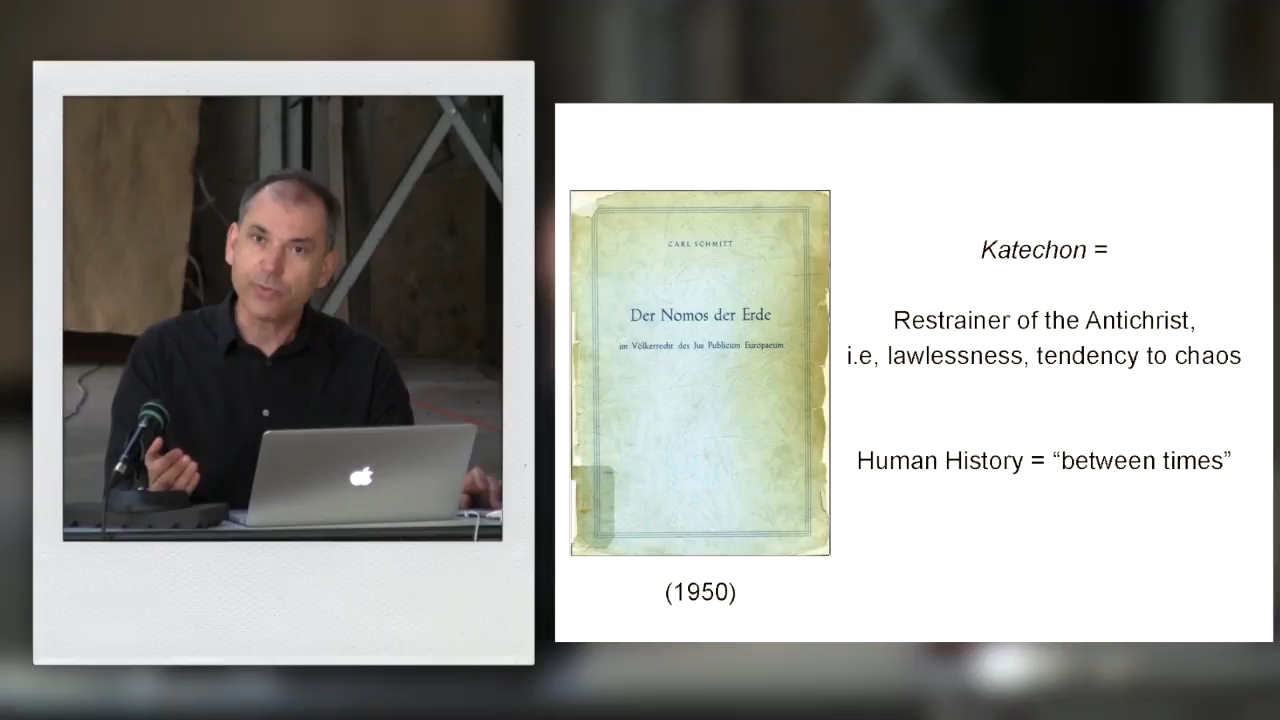 CARL SCHMITT
Der Nomos der Erde
im Völkerrecht des Jus Publicum Europaeum
(1950)
Katechon =
Restrainer of the Antichrist,
i.e, lawlessness, tendency to chaos
Human History = “between times”